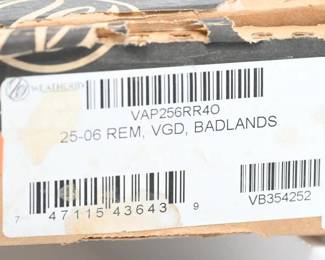 WEATHERBY
VAP256RR4O
25-06 REM, VGD, BADLANDS
7 47115 43643 9
VB354252